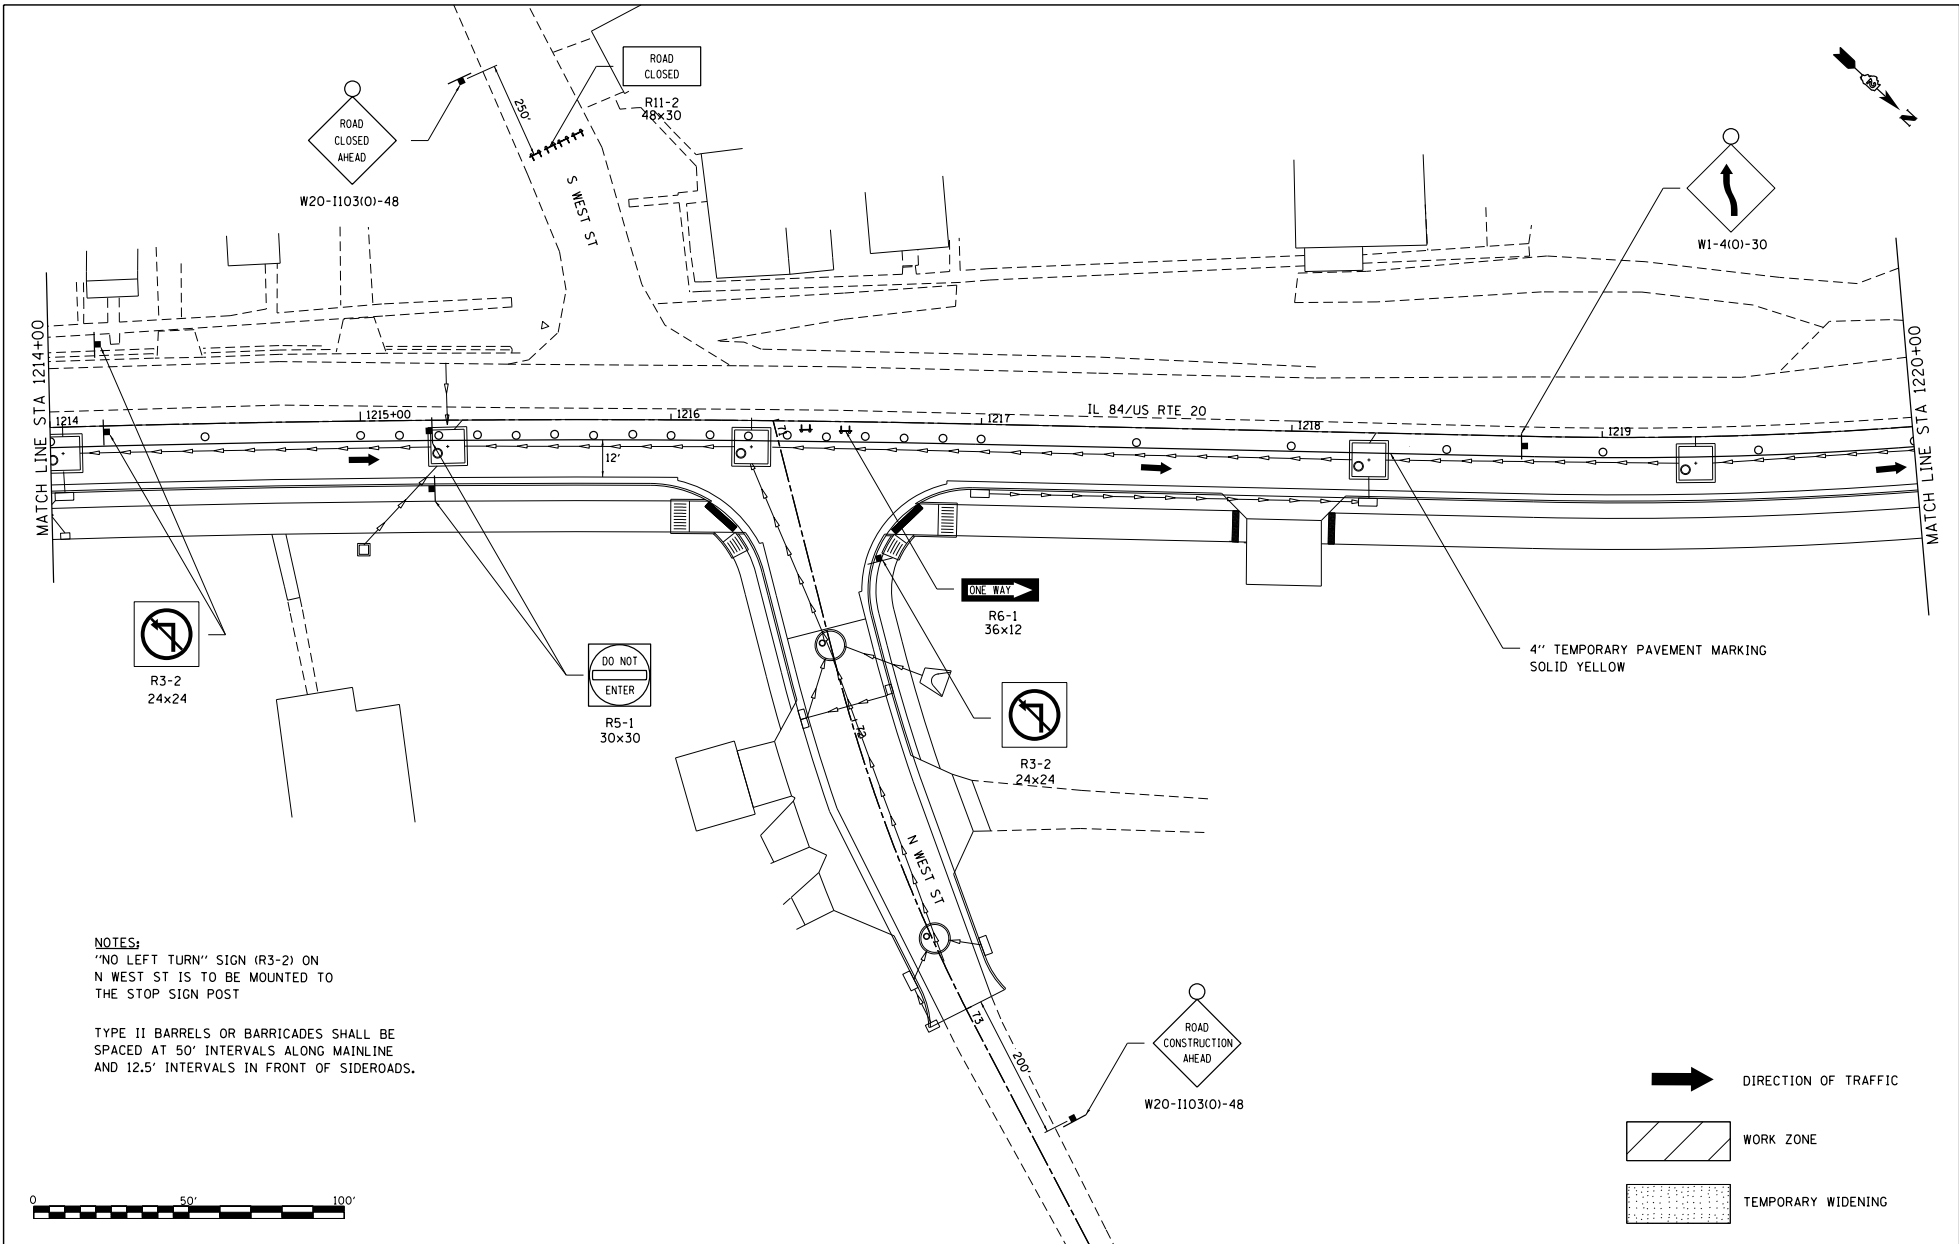 ROAD
CLOSED
R11-2
48x30
ROAD
CLOSED
AHEAD
W20-I103(O)-48
250'
S WEST ST
N
W1-4(O)-30
MATCH LINE STA 1214+00
MATCH LINE STA 1220+00
1214
1215+00
1216
1217
IL 84/US RTE 20
1218
1219
12'
71
ONE WAY
R6-1
36x12
R3-2
24x24
DO NOT
ENTER
R5-1
30x30
4" TEMPORARY PAVEMENT MARKING
SOLID YELLOW
72
R3-2
24x24
N WEST ST
NOTES:
"NO LEFT TURN" SIGN (R3-2) ON
N WEST ST IS TO BE MOUNTED TO
THE STOP SIGN POST
TYPE II BARRELS OR BARRICADES SHALL BE
SPACED AT 50' INTERVALS ALONG MAINLINE
AND 12.5' INTERVALS IN FRONT OF SIDEROADS.
73
200'
ROAD
CONSTRUCTION
AHEAD
W20-I103(O)-48
DIRECTION OF TRAFFIC
WORK ZONE
TEMPORARY WIDENING
0
50'
100'